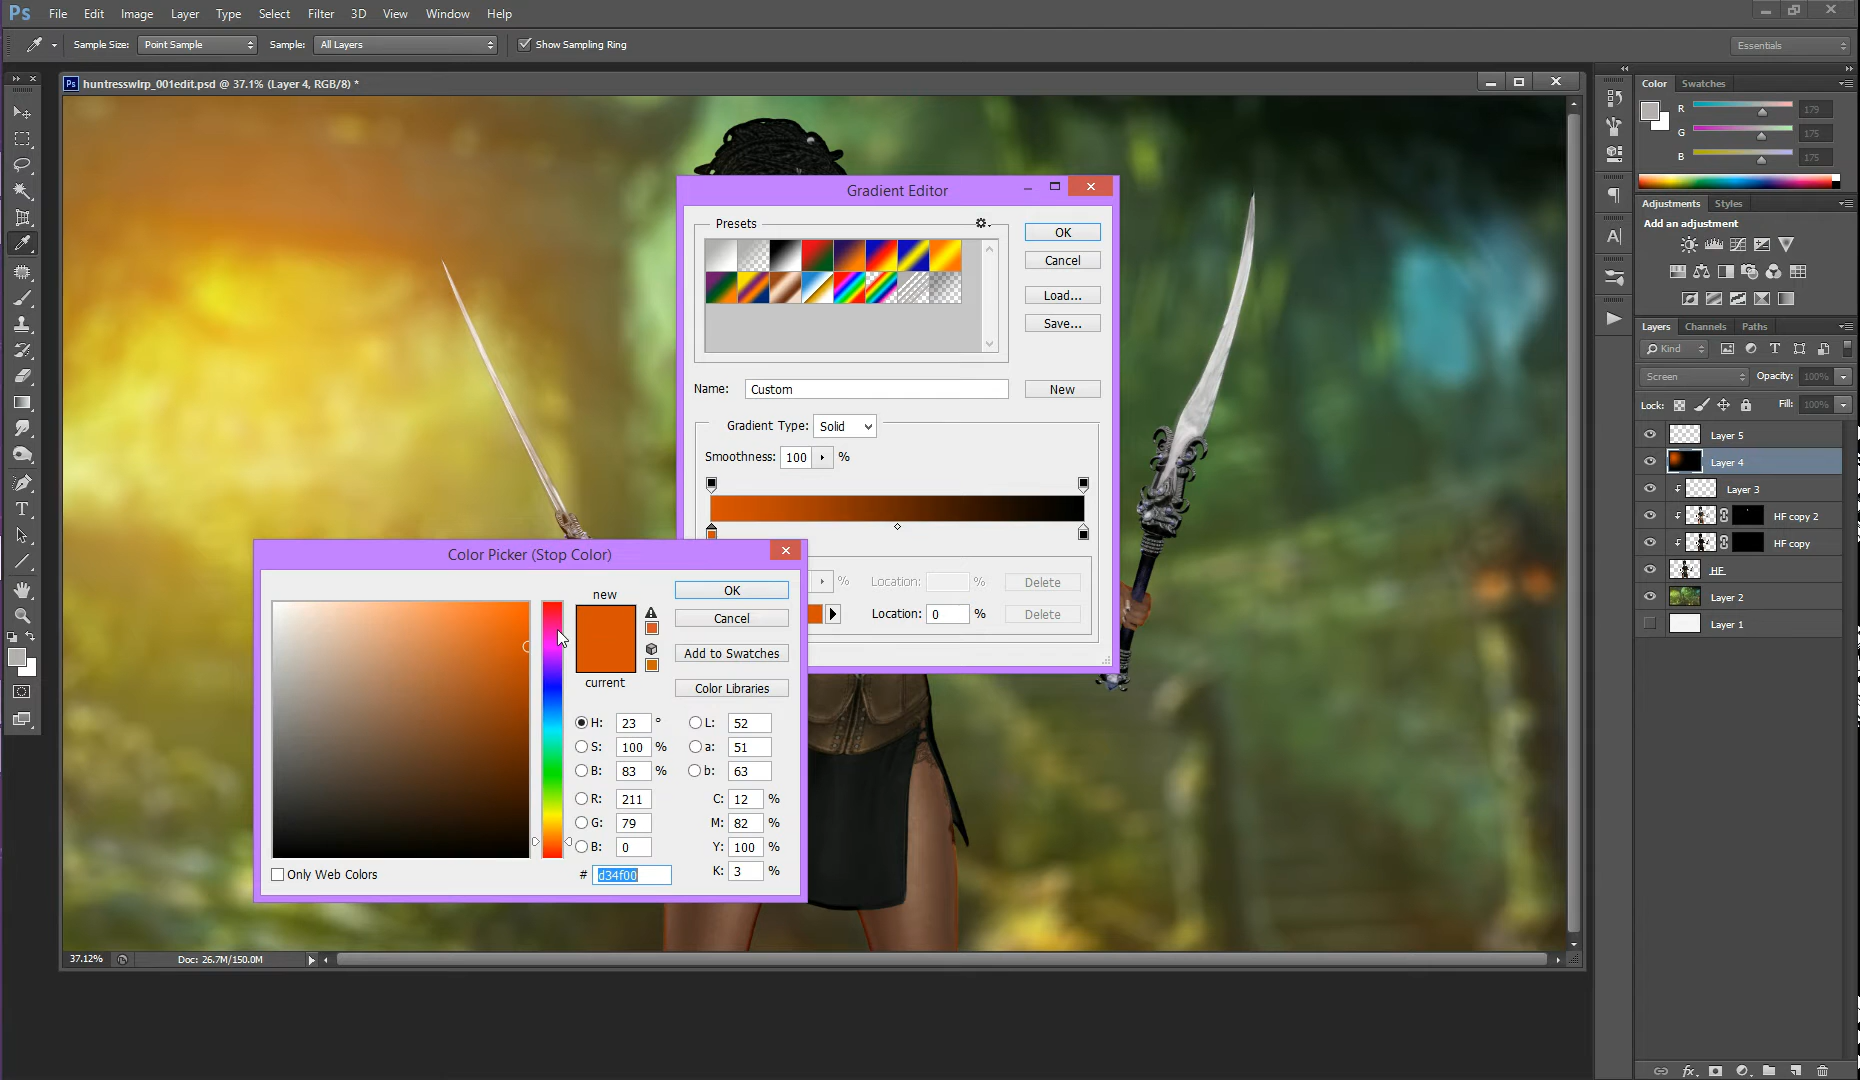 Ps File Edit Image Layer Type Select Filter 3D View Window Help
Sample Size: Point Sample Sample: All Layers Show Sampling Ring Essentials
Ps huntresswlrp_001edit.psd @ 37.1% (Layer 4, RGB/8) *
Color Swatches
R 179
G 175
B 175
Adjustments Styles
Add an adjustment
Layers Channels Paths
Kind
Screen Opacity: 100%
Lock: Fill: 100%
Layer 5
Layer 4
Layer 3
HF copy 2
HF copy
HF
Layer 2
Layer 1
Gradient Editor
Presets
OK
Cancel
Load...
Save...
Name: Custom New
Gradient Type: Solid
Smoothness: 100 %
% Location: % Delete
Location: 0 % Delete
Color Picker (Stop Color)
new
current
OK
Cancel
Add to Swatches
Color Libraries
H: 23 ° L: 52
S: 100 % a: 51
B: 83 % b: 63
R: 211 C: 12 %
G: 79 M: 82 %
B: 0 Y: 100 %
# d34f00 K: 3 %
Only Web Colors
37.12% Doc: 26.7M/150.0M
fx